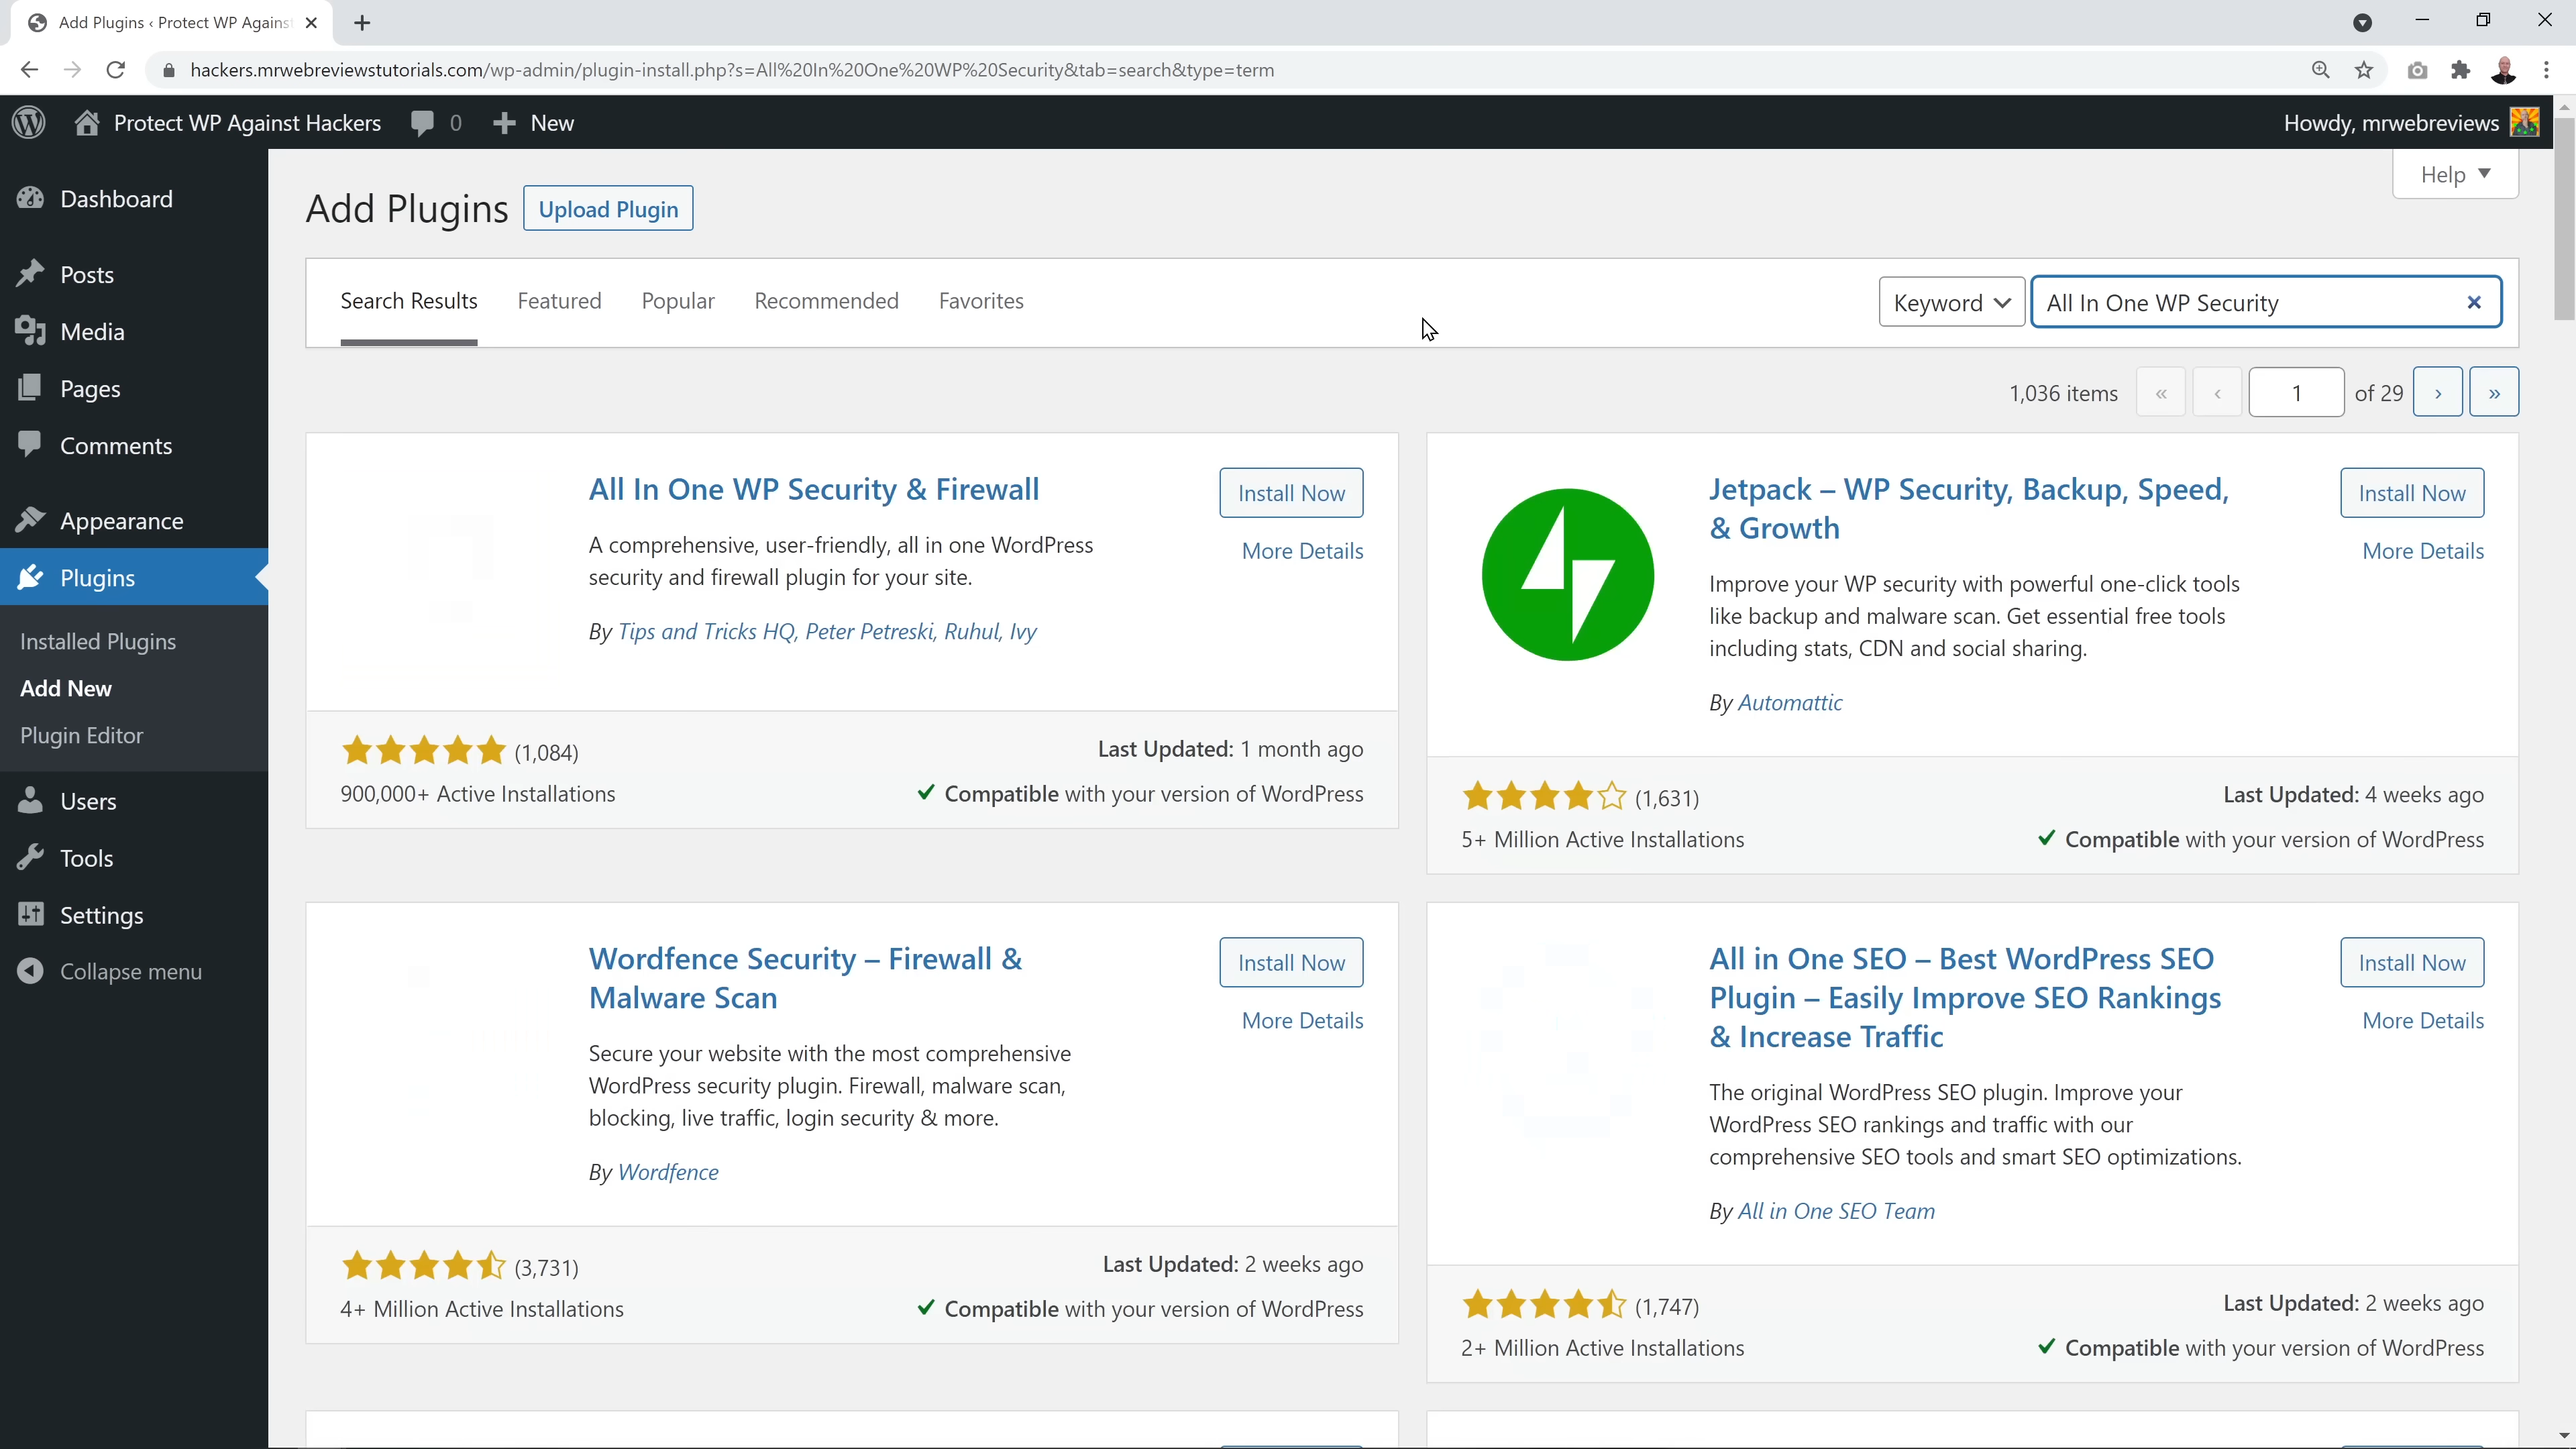 Add Plugins ‹ Protect WP Agains
hackers.mrwebreviewstutorials.com/wp-admin/plugin-install.php?s=All%20In%20One%20WP%20Security&tab=search&type=term
Protect WP Against Hackers 0 New Howdy, mrwebreviews
Help
Dashboard
Posts
Media
Pages
Comments
Appearance
Plugins
Installed Plugins
Add New
Plugin Editor
Users
Tools
Settings
Collapse menu
Add Plugins Upload Plugin
Search Results Featured Popular Recommended Favorites Keyword All In One WP Security
1,036 items « ‹ 1 of 29 › »
All In One WP Security & Firewall
Install Now
More Details
A comprehensive, user-friendly, all in one WordPress
security and firewall plugin for your site.
By Tips and Tricks HQ, Peter Petreski, Ruhul, Ivy
(1,084)
Last Updated: 1 month ago
900,000+ Active Installations
Compatible with your version of WordPress
Jetpack – WP Security, Backup, Speed,
& Growth
Install Now
More Details
Improve your WP security with powerful one-click tools
like backup and malware scan. Get essential free tools
including stats, CDN and social sharing.
By Automattic
(1,631)
Last Updated: 4 weeks ago
5+ Million Active Installations
Compatible with your version of WordPress
Wordfence Security – Firewall &
Malware Scan
Install Now
More Details
Secure your website with the most comprehensive
WordPress security plugin. Firewall, malware scan,
blocking, live traffic, login security & more.
By Wordfence
(3,731)
Last Updated: 2 weeks ago
4+ Million Active Installations
Compatible with your version of WordPress
All in One SEO – Best WordPress SEO
Plugin – Easily Improve SEO Rankings
& Increase Traffic
Install Now
More Details
The original WordPress SEO plugin. Improve your
WordPress SEO rankings and traffic with our
comprehensive SEO tools and smart SEO optimizations.
By All in One SEO Team
(1,747)
Last Updated: 2 weeks ago
2+ Million Active Installations
Compatible with your version of WordPress